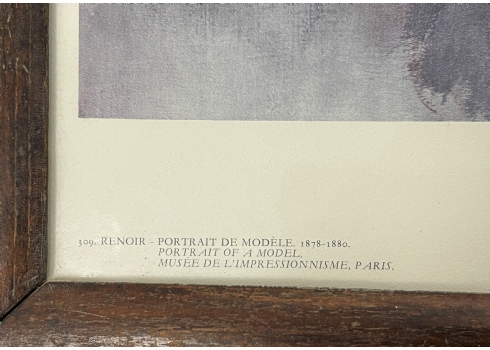 309. RENOIR - PORTRAIT DE MODÈLE. 1878-1880.
PORTRAIT OF A MODEL.
MUSÉE DE L'IMPRESSIONNISME, PARIS.